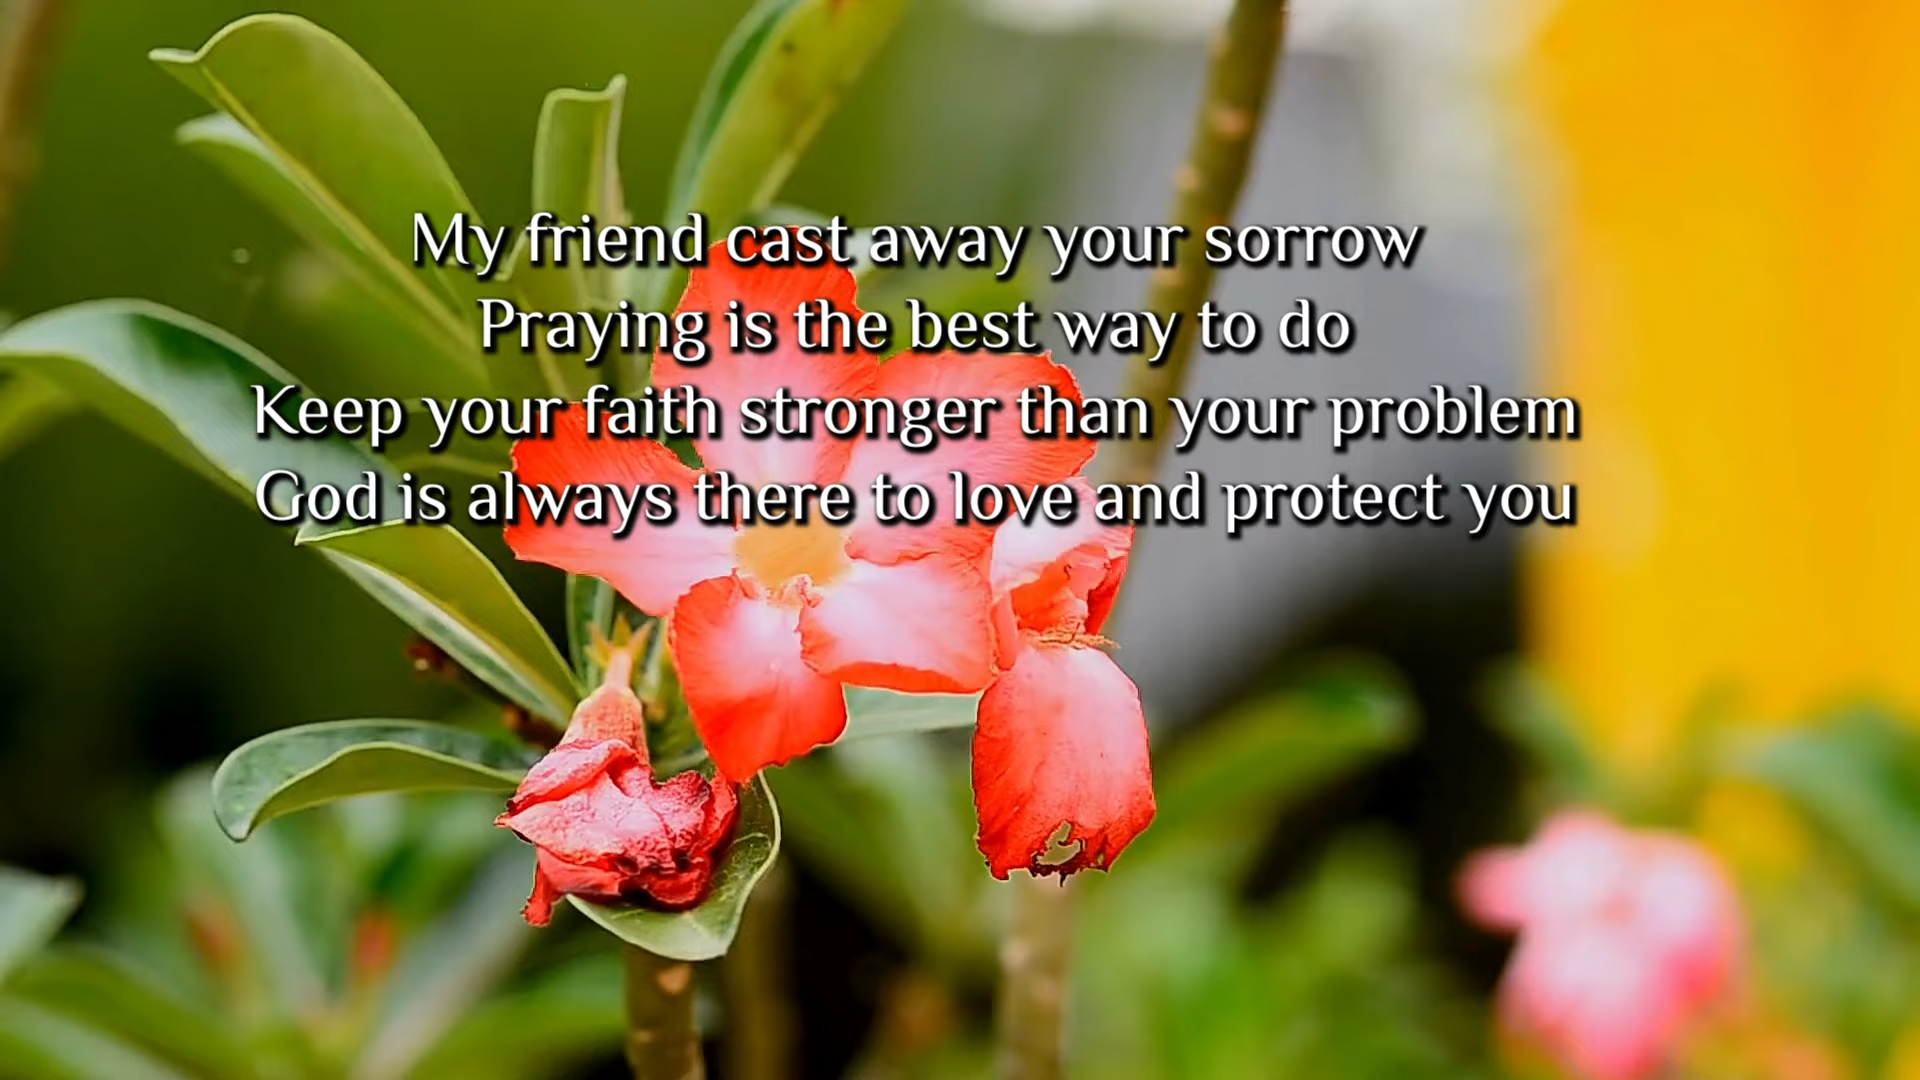 My friend cast away your sorrow
Praying is the best way to do
Keep your faith stronger than your problem
God is always there to love and protect you